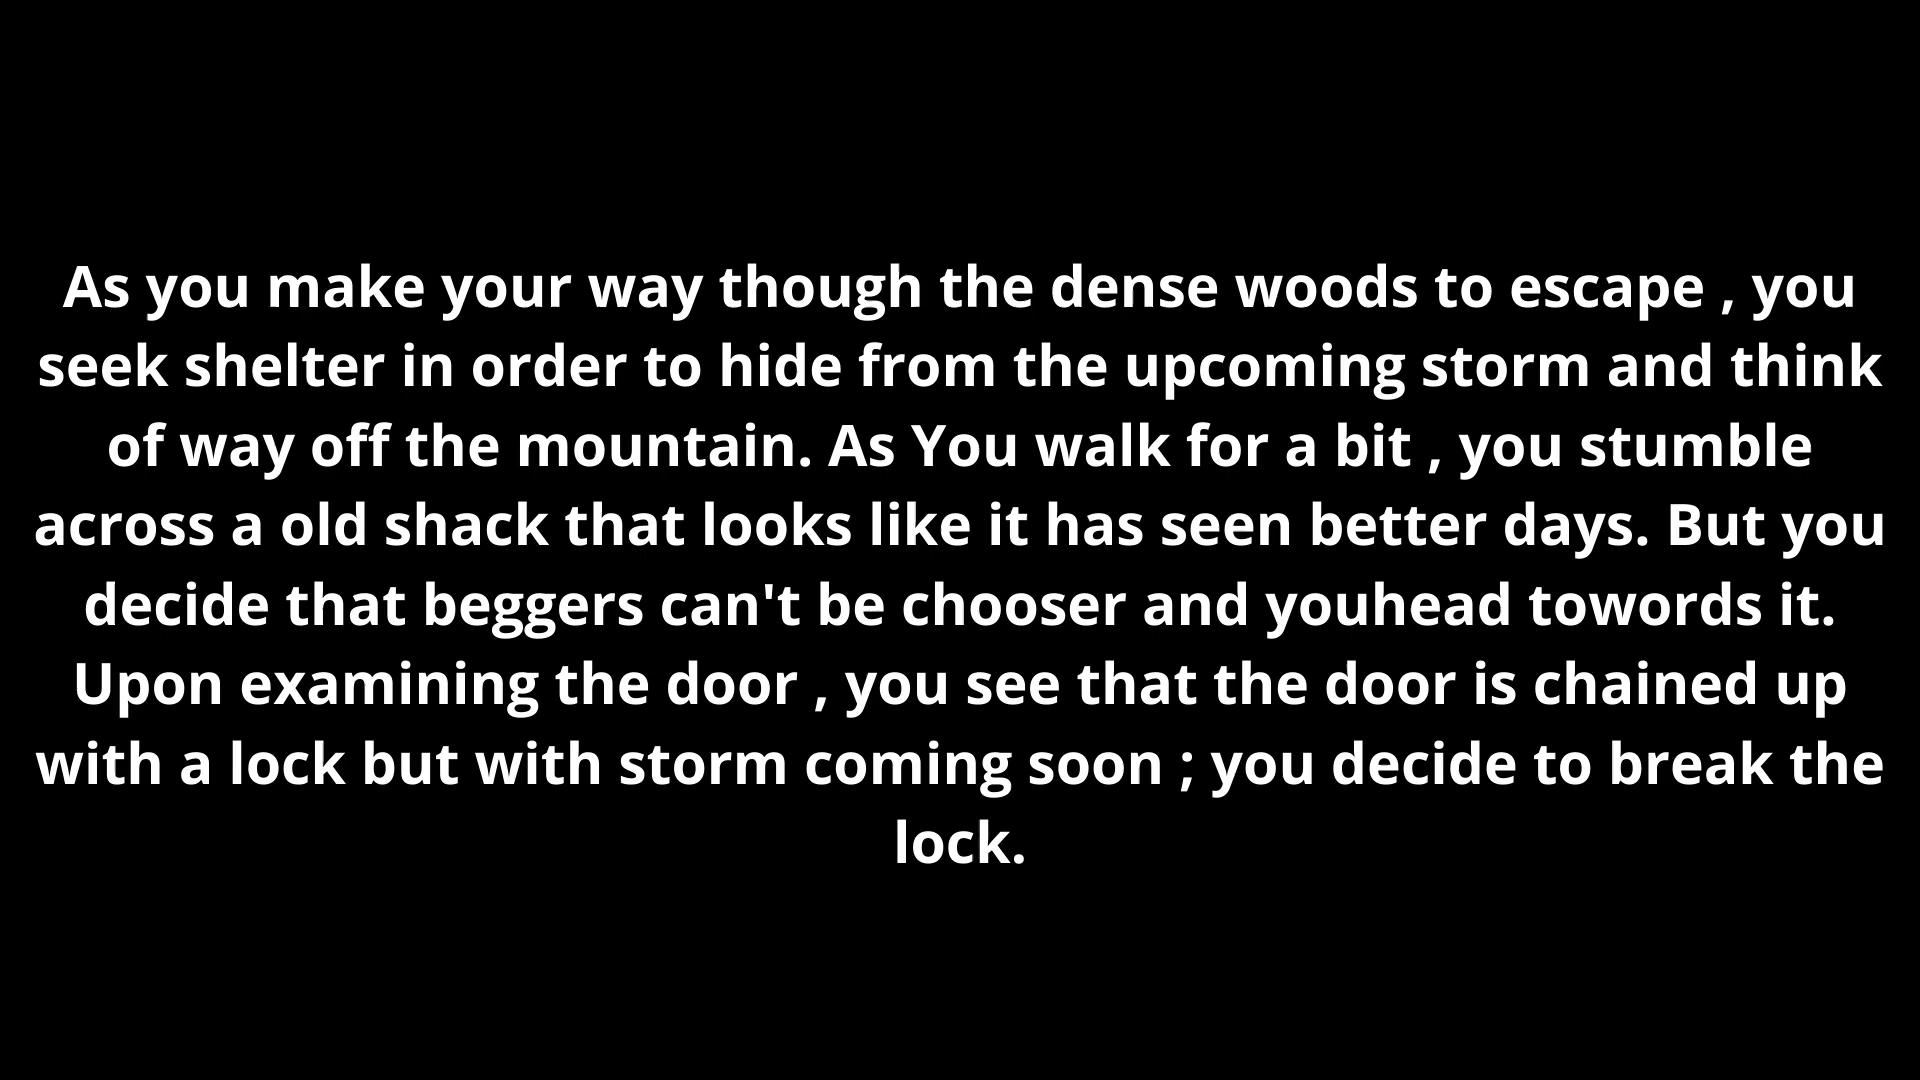 As you make your way though the dense woods to escape , you
seek shelter in order to hide from the upcoming storm and think
of way off the mountain. As You walk for a bit , you stumble
across a old shack that looks like it has seen better days. But you
decide that beggers can't be chooser and youhead towords it.
Upon examining the door , you see that the door is chained up
with a lock but with storm coming soon ; you decide to break the
lock.